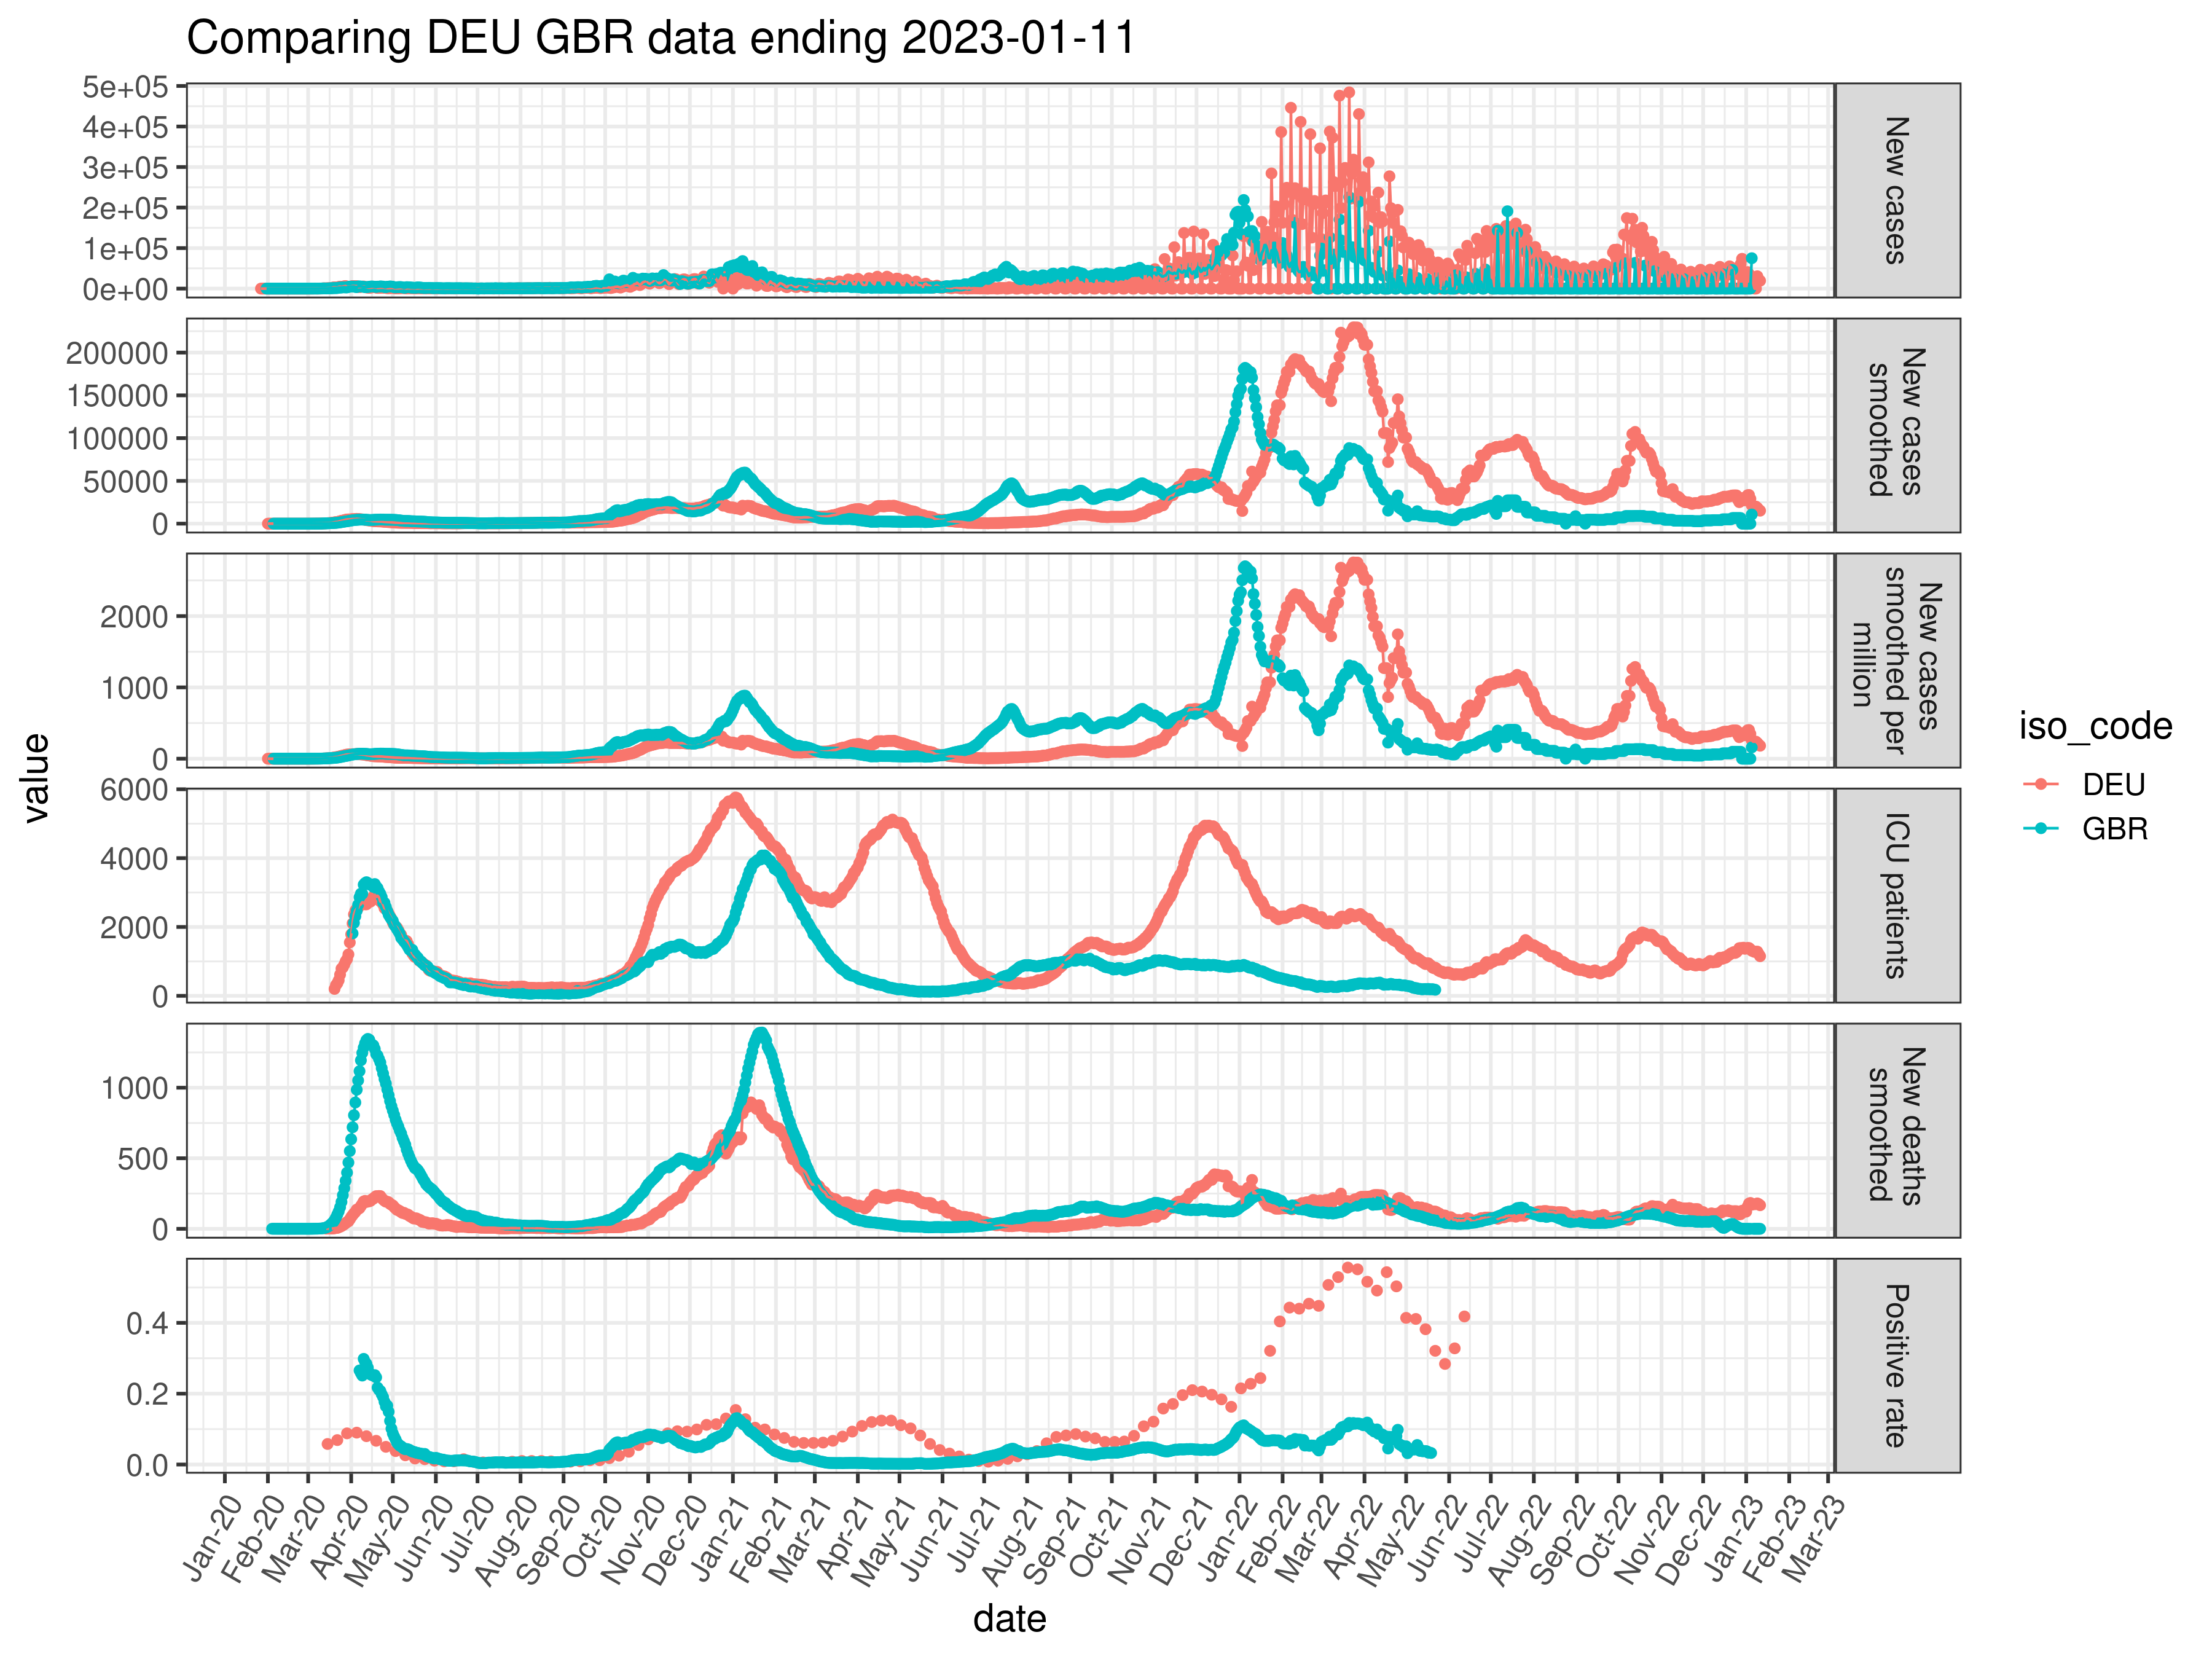 Comparing DEU GBR data ending 2023-01-11
5e+05
4e+05
3e+05
2e+05
1e+05
0e+00
New cases
200000
150000
100000
50000
0
New cases
smoothed
2000
1000
0
New cases
smoothed per
million
6000
4000
2000
0
ICU patients
1000
500
0
New deaths
smoothed
0.4
0.2
0.0
Positive rate
value
Jan-20
Feb-20
Mar-20
Apr-20
May-20
Jun-20
Jul-20
Aug-20
Sep-20
Oct-20
Nov-20
Dec-20
Jan-21
Feb-21
Mar-21
Apr-21
May-21
Jun-21
Jul-21
Aug-21
Sep-21
Oct-21
Nov-21
Dec-21
Jan-22
Feb-22
Mar-22
Apr-22
May-22
Jun-22
Jul-22
Aug-22
Sep-22
Oct-22
Nov-22
Dec-22
Jan-23
Feb-23
Mar-23
date
iso_code
DEU
GBR